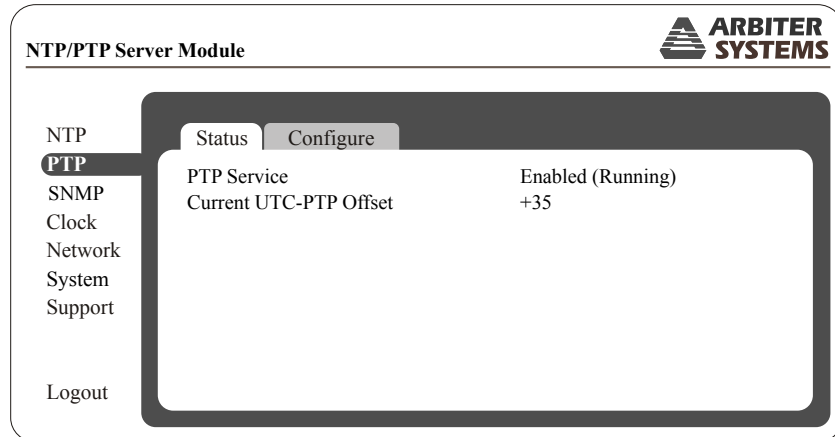 ARBITER
SYSTEMS
NTP/PTP Server Module
NTP
PTP
SNMP
Clock
Network
System
Support
Logout
Status Configure
PTP Service Enabled (Running)
Current UTC-PTP Offset +35